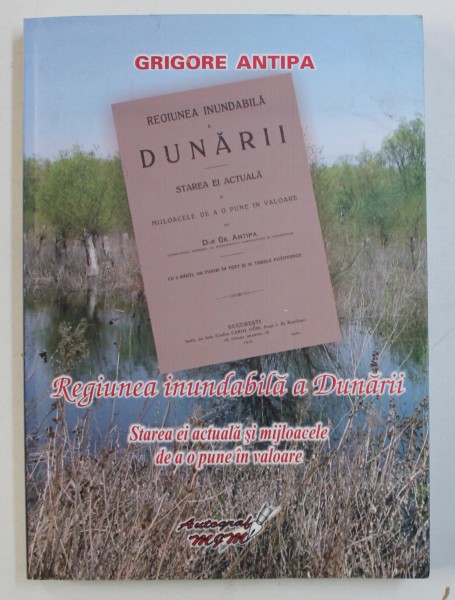 GRIGORE ANTIPA
REGIUNEA INUNDABILĂ
A
DUNĂRII
STAREA EI ACTUALĂ
ȘI
MIJLOACELE DE A O PUNE IN VALOARE
DE
D-R GR. ANTIPA
BUCUREȘTI
Regiunea inundabilă a Dunării
Starea ei actuală și mijloacele
de a o pune în valoare
Autograf
MJM